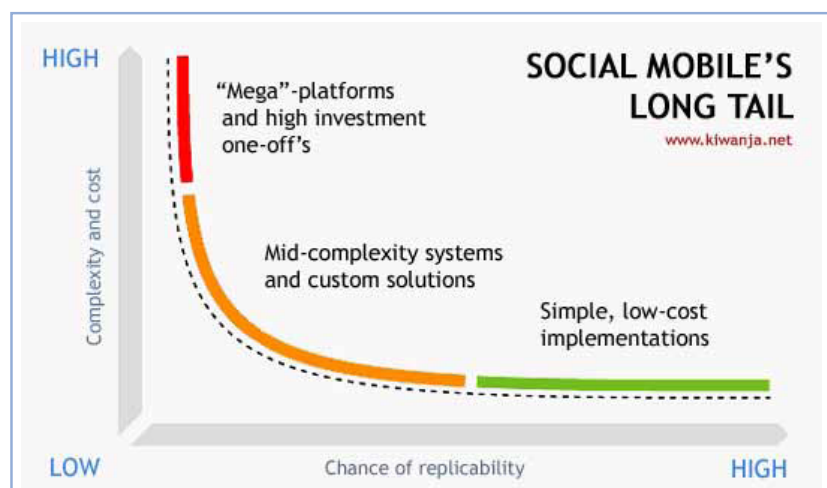 HIGH
SOCIAL MOBILE'S
LONG TAIL
www.kiwanja.net
“Mega”-platforms
and high investment
one-off's
Complexity and cost
Mid-complexity systems
and custom solutions
Simple, low-cost
implementations
LOW
Chance of replicability
HIGH